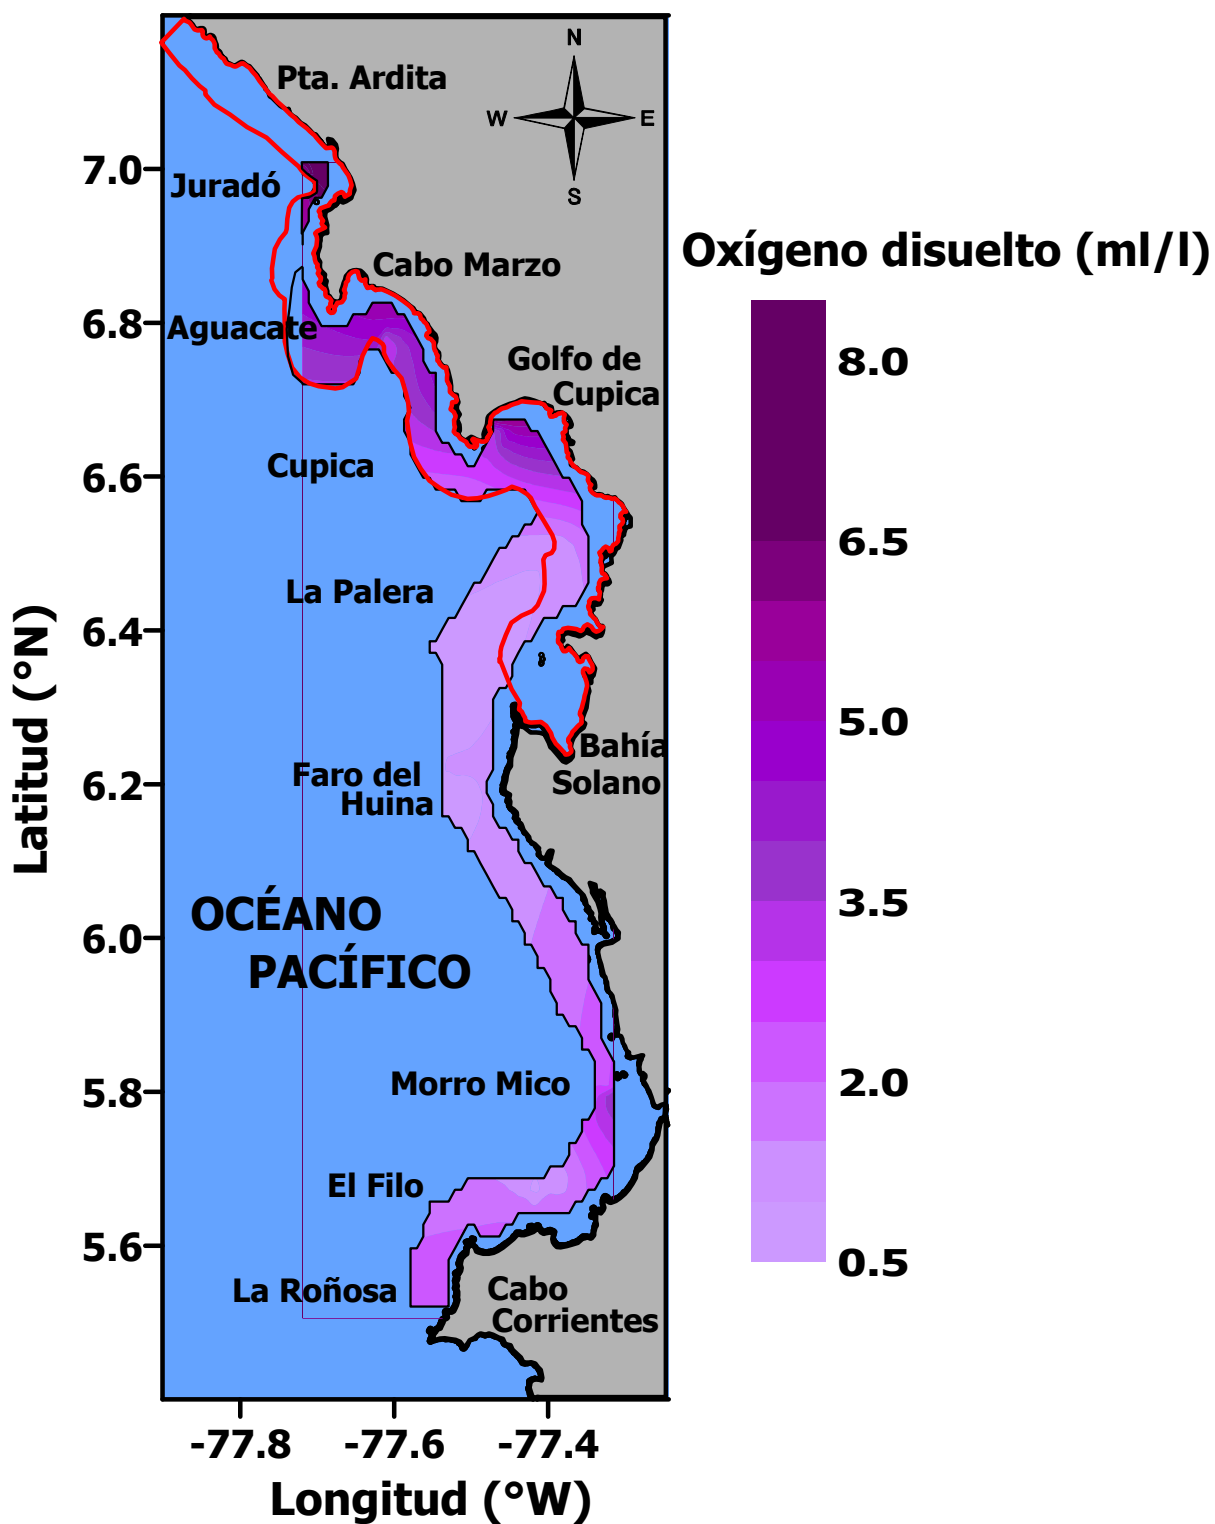 N
W
E
S
Pta. Ardita
7.0
Juradó
Oxígeno disuelto (ml/l)
Cabo Marzo
6.8
Aguacate
8.0
Golfo de
Cupica
Cupica
6.6
6.5
La Palera
6.4
5.0
Bahía
Solano
Faro del
Huina
6.2
3.5
OCÉANO
PACÍFICO
6.0
Latitud (°N)
Morro Mico
2.0
5.8
El Filo
5.6
0.5
La Roñosa
Cabo
Corrientes
-77.8
-77.6
-77.4
Longitud (°W)